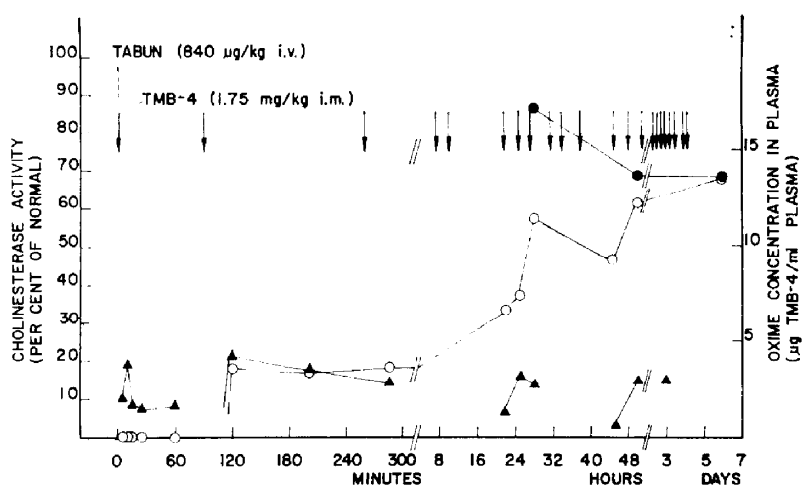 TABUN (840 µg/kg i.v.)
TMB-4 (1.75 mg/kg i.m.)
CHOLINESTERASE ACTIVITY
(PER CENT OF NORMAL)
100
90
80
70
60
50
40
30
20
10
15
10
5
OXIME CONCENTRATION IN PLASMA
(µg TMB-4/ml PLASMA)
0 60 120 180 240 300 8 16 24 32 40 48 3 5 7
MINUTES HOURS DAYS